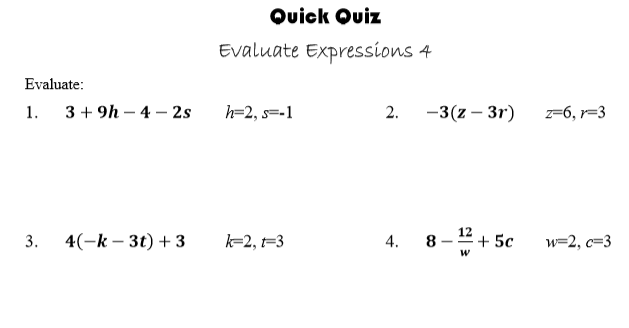 Quick Quiz
Evaluate Expressions 4
Evaluate:
1. 3 + 9h − 4 − 2s h=2, s=-1 2. −3(z − 3r) z=6, r=3
3. 4(−k − 3t) + 3 k=2, t=3 4. 8 − 12/w + 5c w=2, c=3